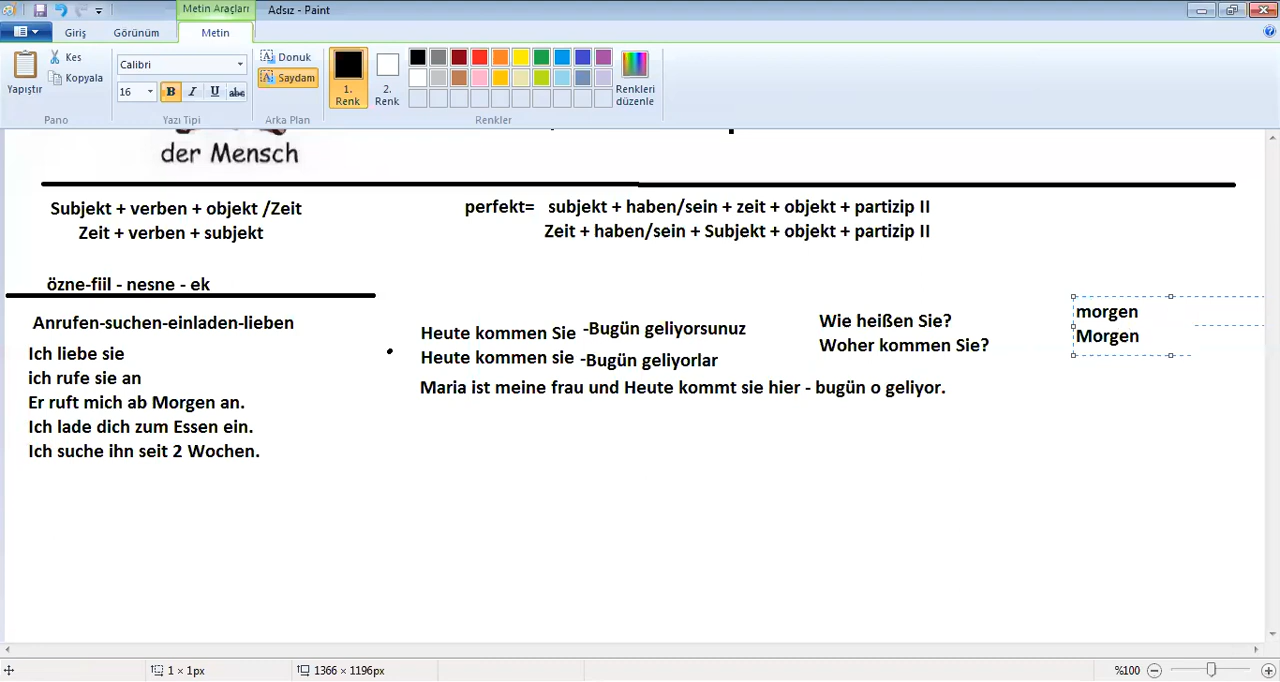 Metin Araçları
Adsız - Paint
Giriş
Görünüm
Metin
Yapıştır
Kes
Kopyala
Pano
Calibri
16
B I U abc
Yazı Tipi
Donuk
Saydam
Arka Plan
1.
Renk
2.
Renk
Renkleri
düzenle
Renkler
der Mensch
Subjekt + verben + objekt /Zeit
Zeit + verben + subjekt
özne-fiil - nesne - ek
perfekt= subjekt + haben/sein + zeit + objekt + partizip II
Zeit + haben/sein + Subjekt + objekt + partizip II
Anrufen-suchen-einladen-lieben
Ich liebe sie
ich rufe sie an
Er ruft mich ab Morgen an.
Ich lade dich zum Essen ein.
Ich suche ihn seit 2 Wochen.
Heute kommen Sie -Bugün geliyorsunuz
Heute kommen sie -Bugün geliyorlar
Maria ist meine frau und Heute kommt sie hier - bugün o geliyor.
Wie heißen Sie?
Woher kommen Sie?
morgen
Morgen
1 × 1px
1366 × 1196px
%100